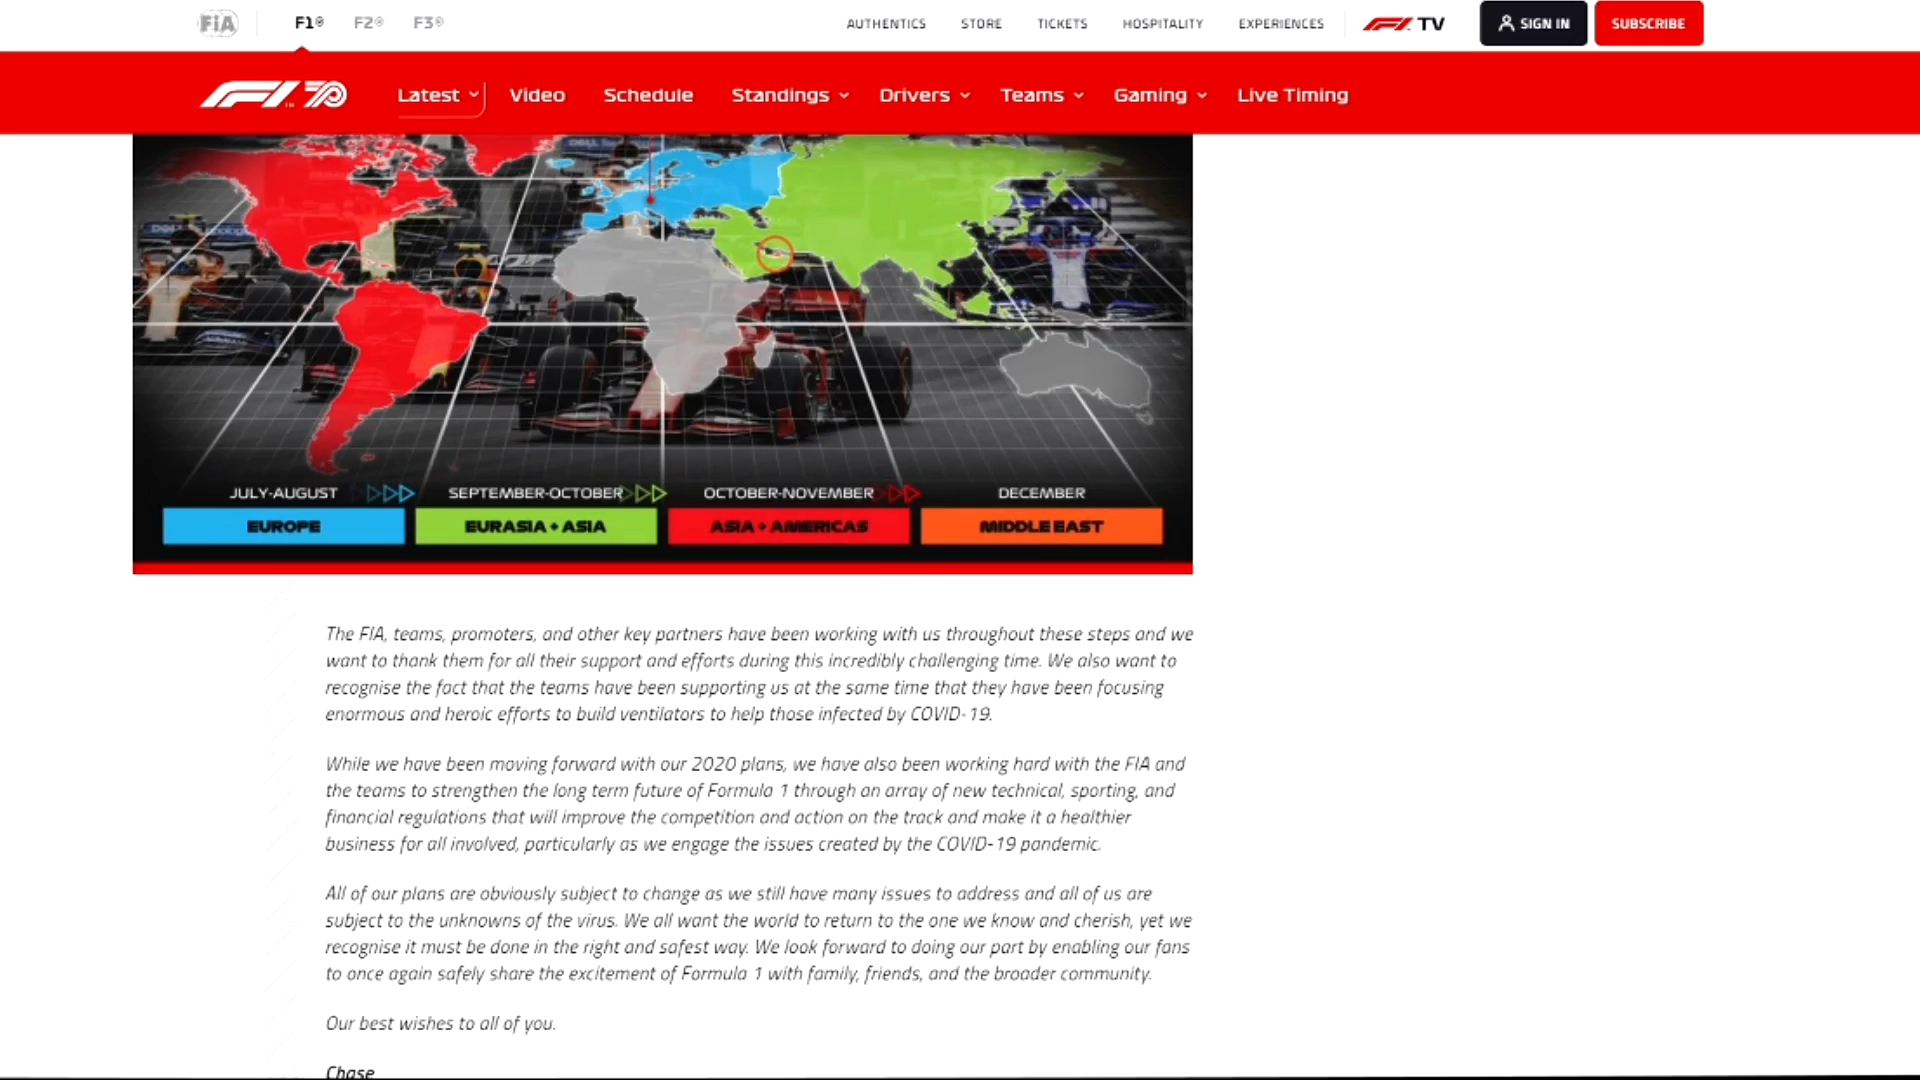 FiA F1 F2 F3 AUTHENTICS STORE TICKETS HOSPITALITY EXPERIENCES F1 TV SIGN IN SUBSCRIBE
F1 70 Latest Video Schedule Standings Drivers Teams Gaming Live Timing
JULY-AUGUST SEPTEMBER-OCTOBER OCTOBER-NOVEMBER DECEMBER
EUROPE EURASIA + ASIA ASIA + AMERICAS MIDDLE EAST
The FIA, teams, promoters, and other key partners have been working with us throughout these steps and we
want to thank them for all their support and efforts during this incredibly challenging time. We also want to
recognise the fact that the teams have been supporting us at the same time that they have been focusing
enormous and heroic efforts to build ventilators to help those infected by COVID-19.
While we have been moving forward with our 2020 plans, we have also been working hard with the FIA and
the teams to strengthen the long term future of Formula 1 through an array of new technical, sporting, and
financial regulations that will improve the competition and action on the track and make it a healthier
business for all involved, particularly as we engage the issues created by the COVID-19 pandemic.
All of our plans are obviously subject to change as we still have many issues to address and all of us are
subject to the unknowns of the virus. We all want the world to return to the one we know and cherish, yet we
recognise it must be done in the right and safest way. We look forward to doing our part by enabling our fans
to once again safely share the excitement of Formula 1 with family, friends, and the broader community.
Our best wishes to all of you.
Chase